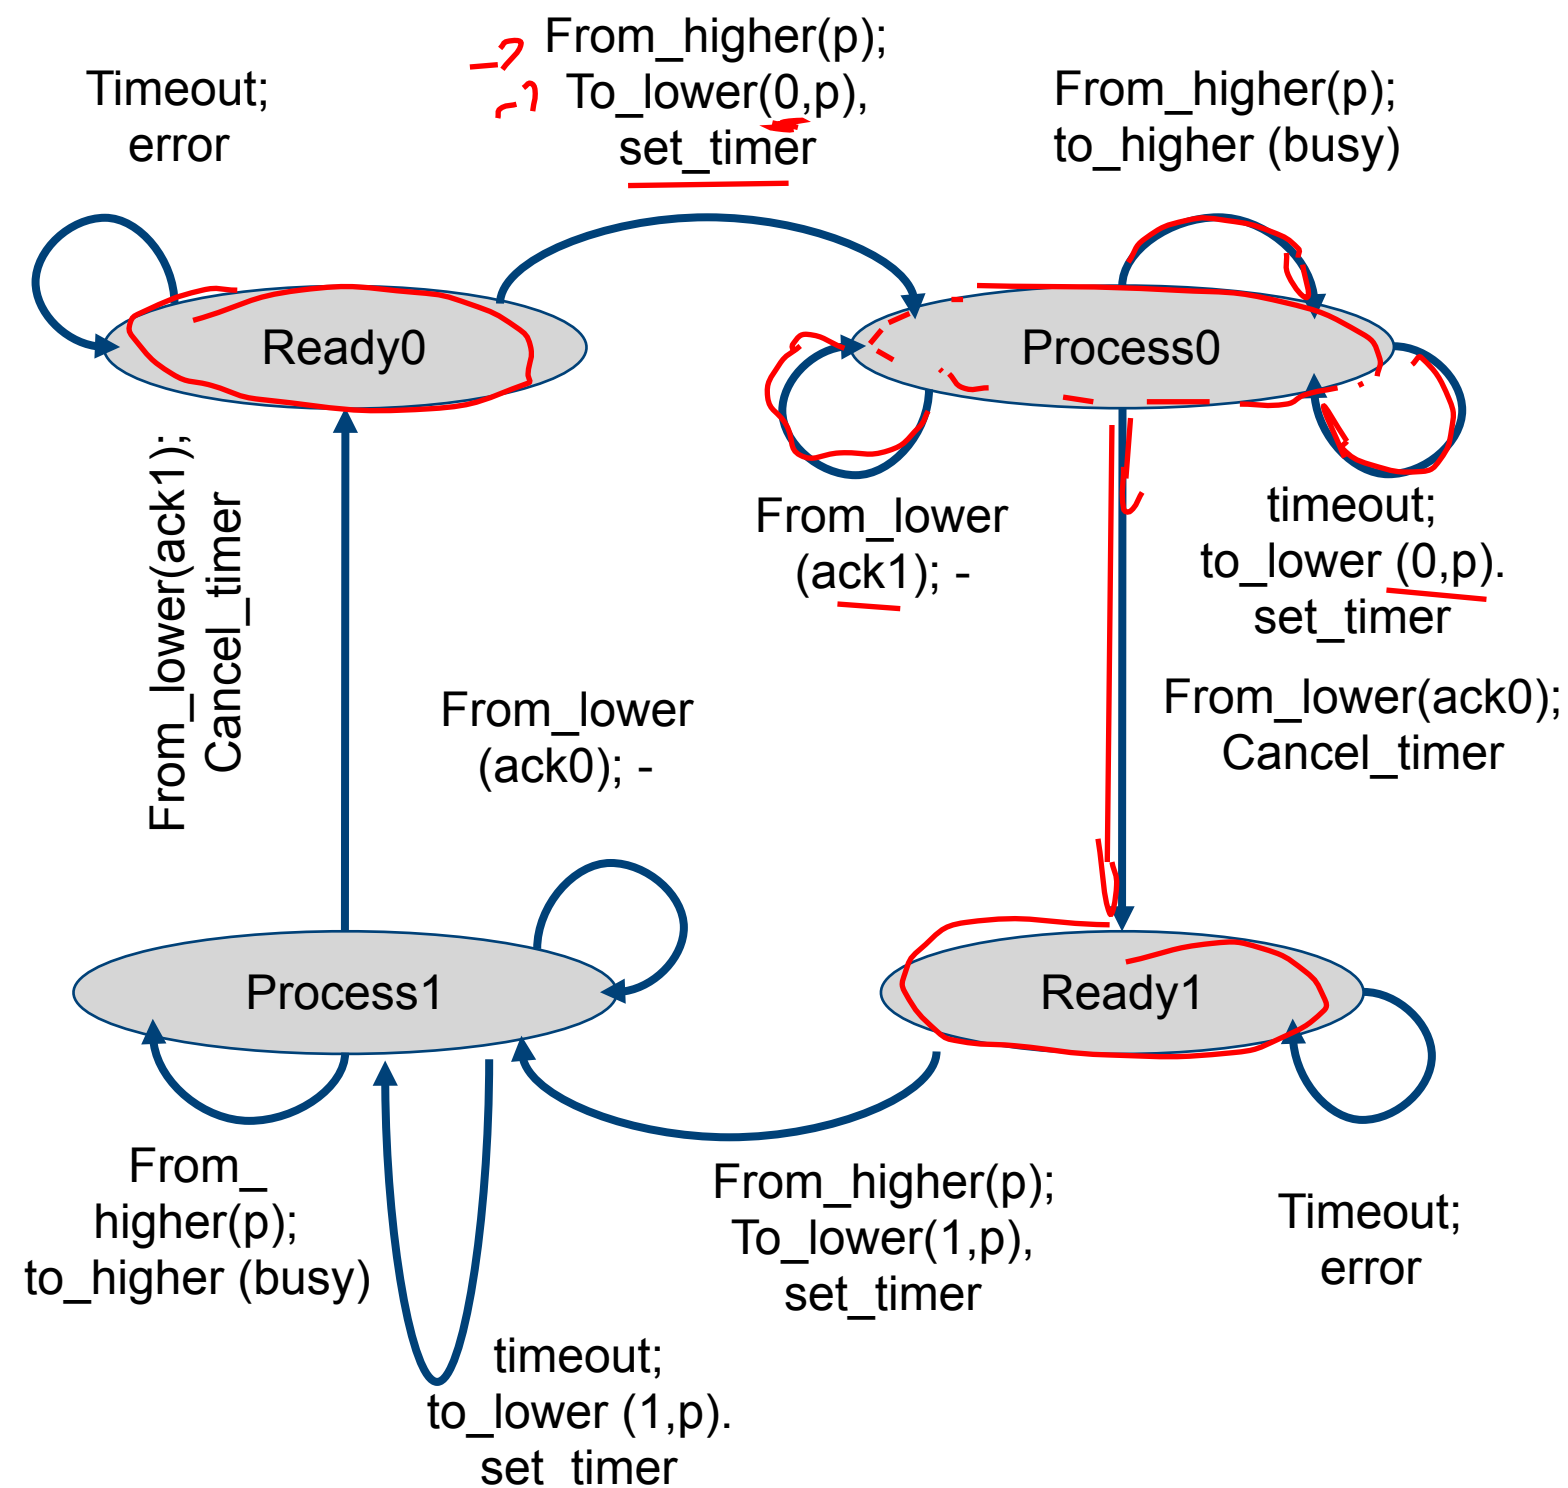 From_higher(p);
To_lower(0,p),
set_timer
Timeout;
error
From_higher(p);
to_higher (busy)
Ready0
Process0
From_lower(ack1);
Cancel_timer
From_lower
(ack1); -
timeout;
to_lower (0,p).
set_timer
From_lower(ack0);
Cancel_timer
From_lower
(ack0); -
Process1
Ready1
From_
higher(p);
to_higher (busy)
From_higher(p);
To_lower(1,p),
set_timer
Timeout;
error
timeout;
to_lower (1,p).
set_timer